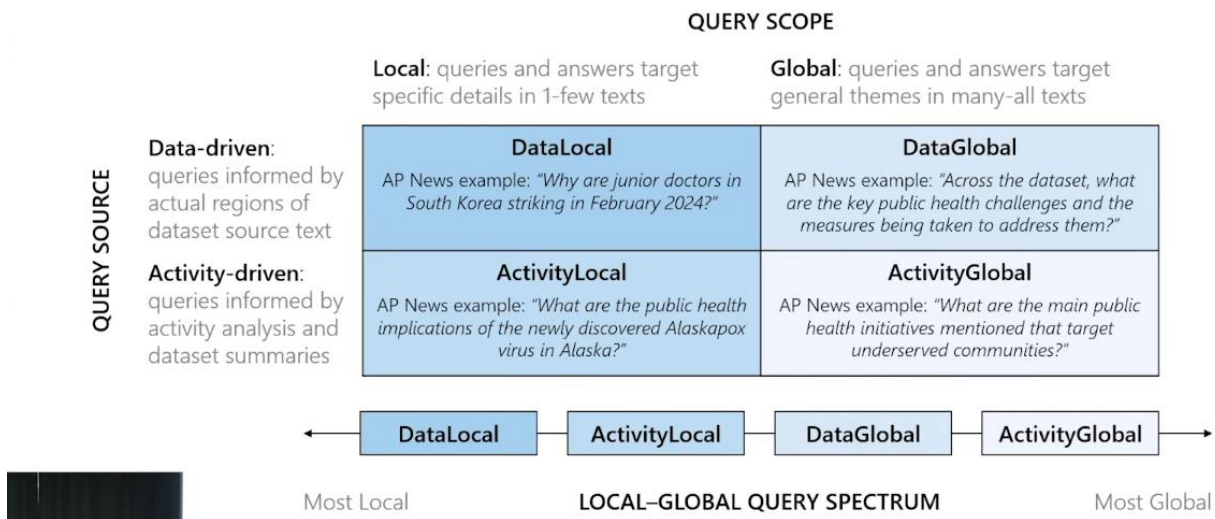 QUERY SCOPE
Local: queries and answers target
specific details in 1-few texts
Global: queries and answers target
general themes in many-all texts
QUERY SOURCE
Data-driven:
queries informed by
actual regions of
dataset source text
DataLocal
AP News example: "Why are junior doctors in
South Korea striking in February 2024?"
DataGlobal
AP News example: "Across the dataset, what
are the key public health challenges and the
measures being taken to address them?"
Activity-driven:
queries informed by
activity analysis and
dataset summaries
ActivityLocal
AP News example: "What are the public health
implications of the newly discovered Alaskapox
virus in Alaska?"
ActivityGlobal
AP News example: "What are the main public
health initiatives mentioned that target
underserved communities?"
DataLocal
ActivityLocal
DataGlobal
ActivityGlobal
Most Local
LOCAL–GLOBAL QUERY SPECTRUM
Most Global